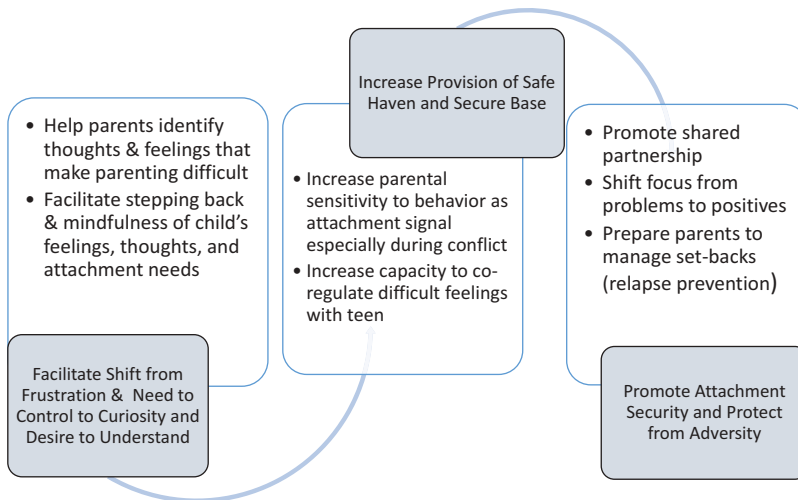 • Help parents identify
thoughts & feelings that
make parenting difficult
• Facilitate stepping back
& mindfulness of child's
feelings, thoughts, and
attachment needs
Facilitate Shift from
Frustration & Need to
Control to Curiosity and
Desire to Understand
Increase Provision of Safe
Haven and Secure Base
• Increase parental
sensitivity to behavior as
attachment signal
especially during conflict
• Increase capacity to co-
regulate difficult feelings
with teen
• Promote shared
partnership
• Shift focus from
problems to positives
• Prepare parents to
manage set-backs
(relapse prevention)
Promote Attachment
Security and Protect
from Adversity